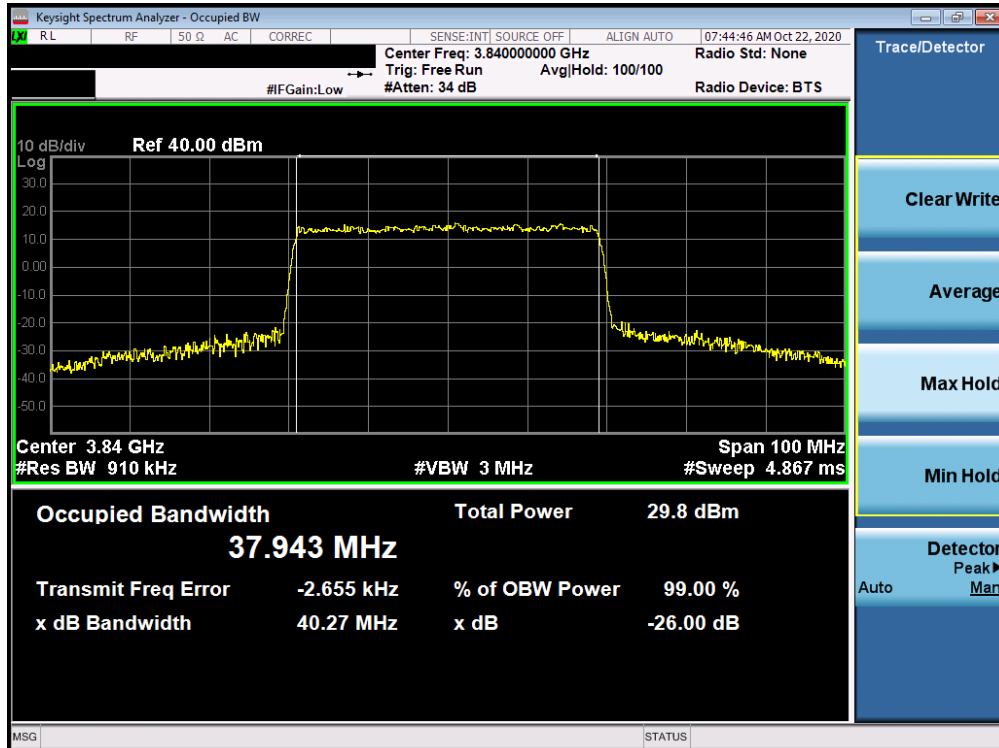 Keysight Spectrum Analyzer - Occupied BW
LXI RL RF 50 Ω AC CORREC SENSE:INT SOURCE OFF ALIGN AUTO 07:44:46 AM Oct 22, 2020
Center Freq: 3.840000000 GHz Radio Std: None
Trig: Free Run Avg|Hold: 100/100
#IFGain:Low #Atten: 34 dB Radio Device: BTS
Trace/Detector
10 dB/div Ref 40.00 dBm
Log
30.0
20.0
10.0
0.00
-10.0
-20.0
-30.0
-40.0
-50.0
Center 3.84 GHz Span 100 MHz
#Res BW 910 kHz #VBW 3 MHz #Sweep 4.867 ms
Occupied Bandwidth Total Power 29.8 dBm
37.943 MHz
Transmit Freq Error -2.655 kHz % of OBW Power 99.00 %
x dB Bandwidth 40.27 MHz x dB -26.00 dB
Clear Write
Average
Max Hold
Min Hold
Detector
Peak▶
Auto Man
MSG STATUS